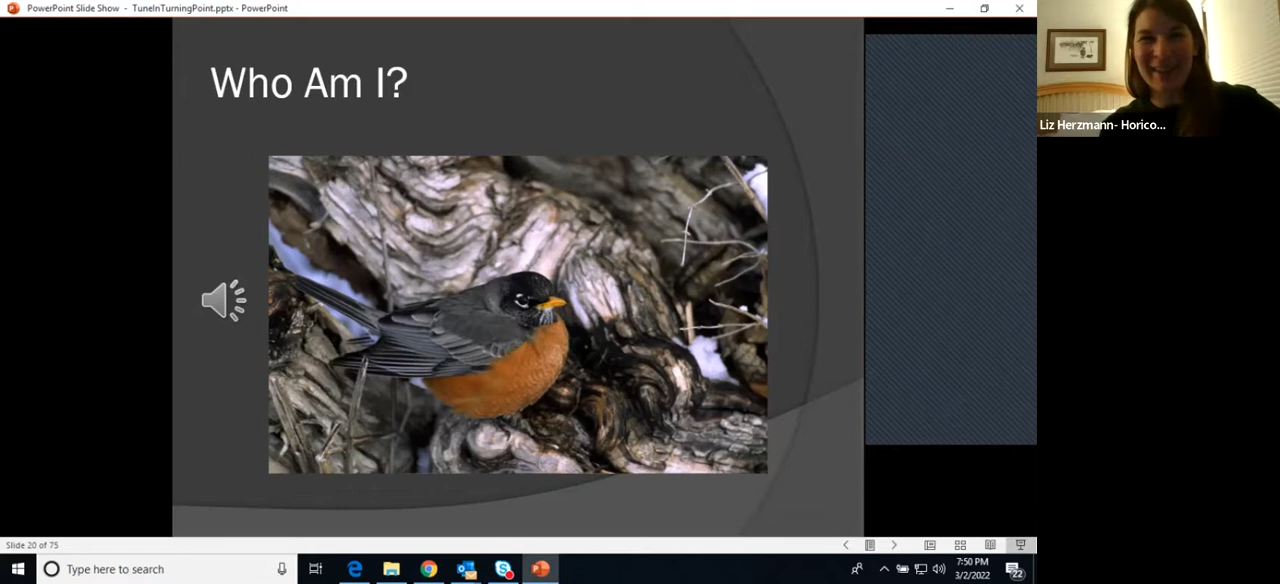 PowerPoint Slide Show - TuneInTurningPoint.pptx - PowerPoint
Who Am I?
Liz Herzmann- Horico...
Slide 20 of 75
Type here to search
7:50 PM
3/2/2022
22